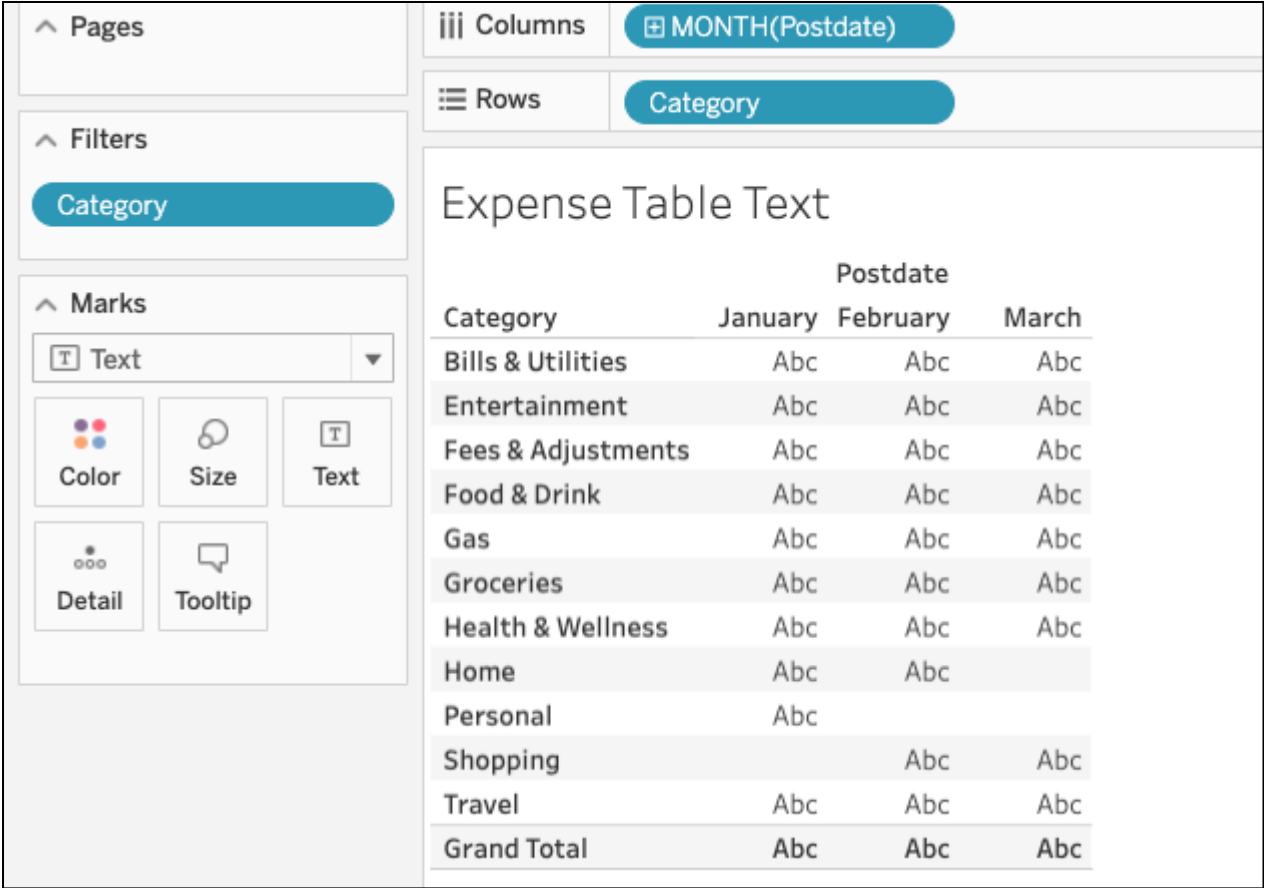 Pages
Filters
Category
Marks
Text
Color Size Text
Detail Tooltip
Columns MONTH(Postdate)
Rows Category
Expense Table Text
Postdate
Category January February March
Bills & Utilities Abc Abc Abc
Entertainment Abc Abc Abc
Fees & Adjustments Abc Abc Abc
Food & Drink Abc Abc Abc
Gas Abc Abc Abc
Groceries Abc Abc Abc
Health & Wellness Abc Abc Abc
Home Abc Abc
Personal Abc
Shopping Abc Abc
Travel Abc Abc Abc
Grand Total Abc Abc Abc